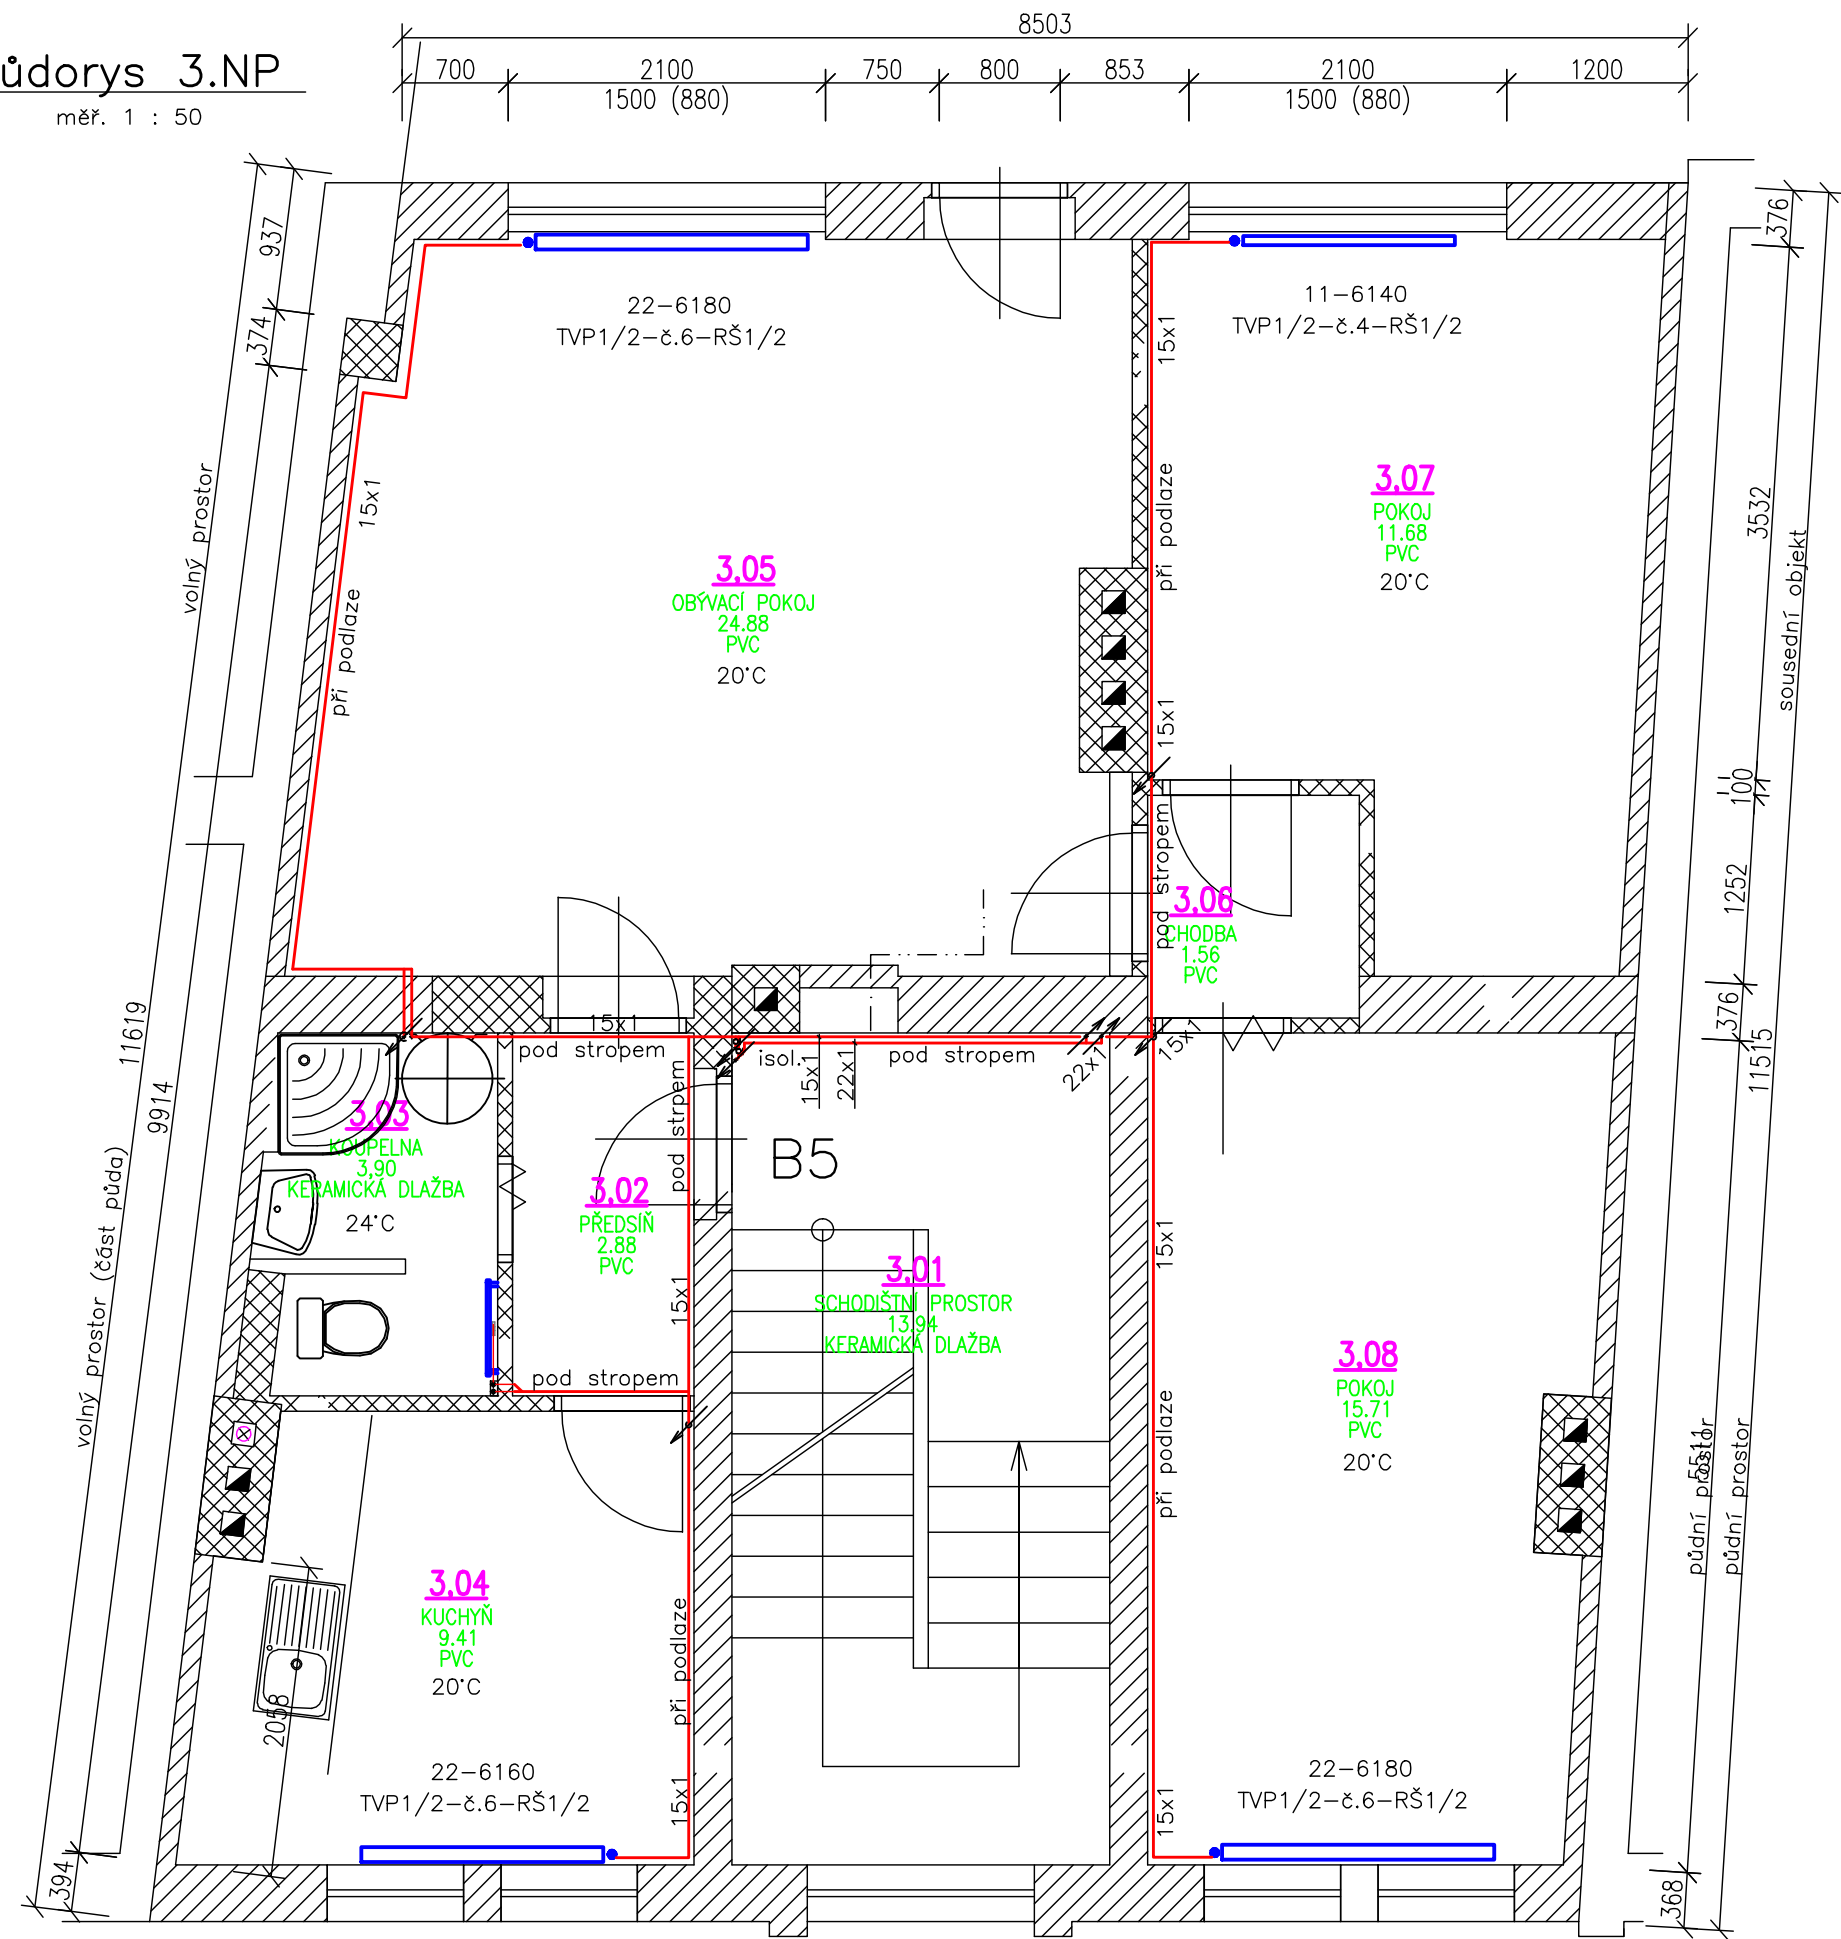 ůdorys 3.NP
měř. 1 : 50
8503
700
2100
750
800
853
2100
1200
1500 (880)
1500 (880)
937
374
376
22-6180
TVP1/2-č.6-RŠ1/2
11-6140
TVP1/2-č.4-RŠ1/2
15x1
15x1
při podlaze
při podlaze
volný prostor
3532
sousední objekt
3,07
POKOJ
11.68
PVC
20°C
3,05
OBÝVACÍ POKOJ
24.88
PVC
20°C
15x1
100
pod stropem
3,06
CHODBA
1.56
PVC
1252
376
11515
11619
9914
15x1
pod stropem
isol.
15x1
22x1
pod stropem
22x1
15x1
3,03
KOUPELNA
3,90
KERAMICKÁ DLAŽBA
24°C
pod strpem
B5
3,02
PŘEDSÍŇ
2.88
PVC
15x1
15x1
3,01
SCHODIŠTNÍ PROSTOR
13.94
KERAMICKÁ DLAŽBA
volný prostor (část půda)
pod stropem
3,08
POKOJ
15.71
PVC
20°C
při podlaze
5511
půdní prostor
půdní prostor
3,04
KUCHYŇ
9.41
PVC
20°C
při podlaze
2058
22-6160
TVP1/2-č.6-RŠ1/2
15x1
15x1
22-6180
TVP1/2-č.6-RŠ1/2
394
368